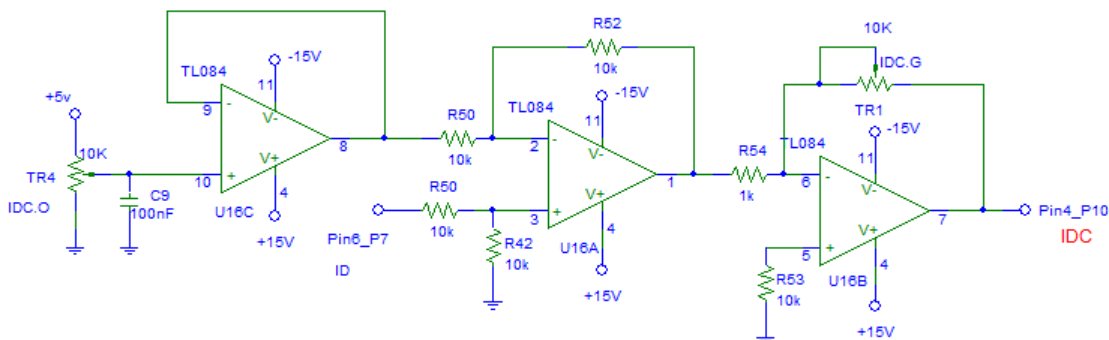 +5v
10K
TR4
IDC.O
C9
100nF
TL084
9
-
10
+
11
V-
-15V
8
V+
4
U16C
+15V
R50
10k
R50
10k
Pin6_P7
ID
R42
10k
R52
10k
TL084
2
-
3
+
11
V-
-15V
1
V+
4
U16A
+15V
R54
1k
10K
IDC.G
TR1
TL084
6
-
5
+
11
V-
-15V
7
V+
4
U16B
+15V
R53
10k
Pin4_P10
IDC